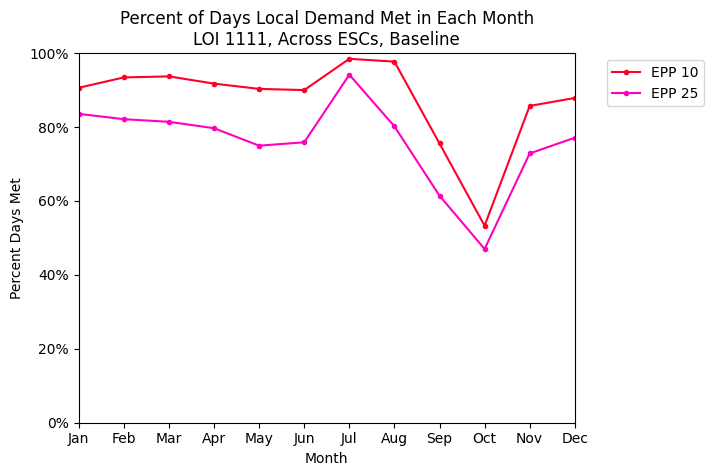 Percent of Days Local Demand Met in Each Month
LOI 1111, Across ESCs, Baseline
100%
80%
60%
40%
20%
0%
Percent Days Met
Jan Feb Mar Apr May Jun Jul Aug Sep Oct Nov Dec
Month
EPP 10
EPP 25